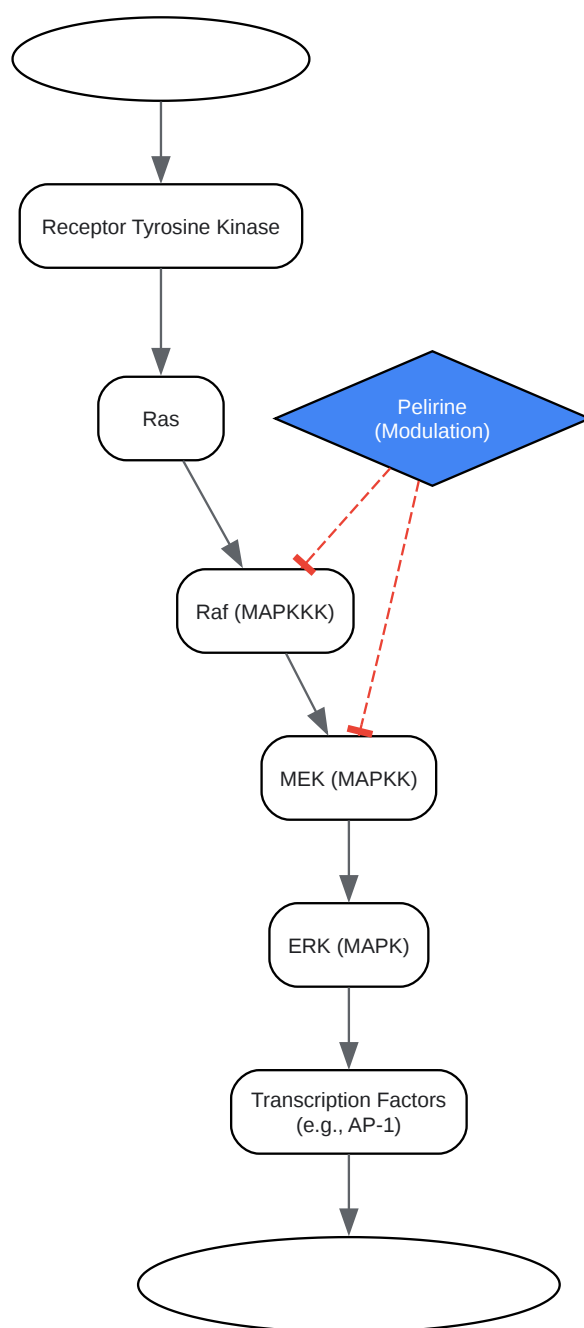 Receptor Tyrosine Kinase
Ras
Pelirine
(Modulation)
Raf (MAPKKK)
MEK (MAPKK)
ERK (MAPK)
Transcription Factors
(e.g., AP-1)